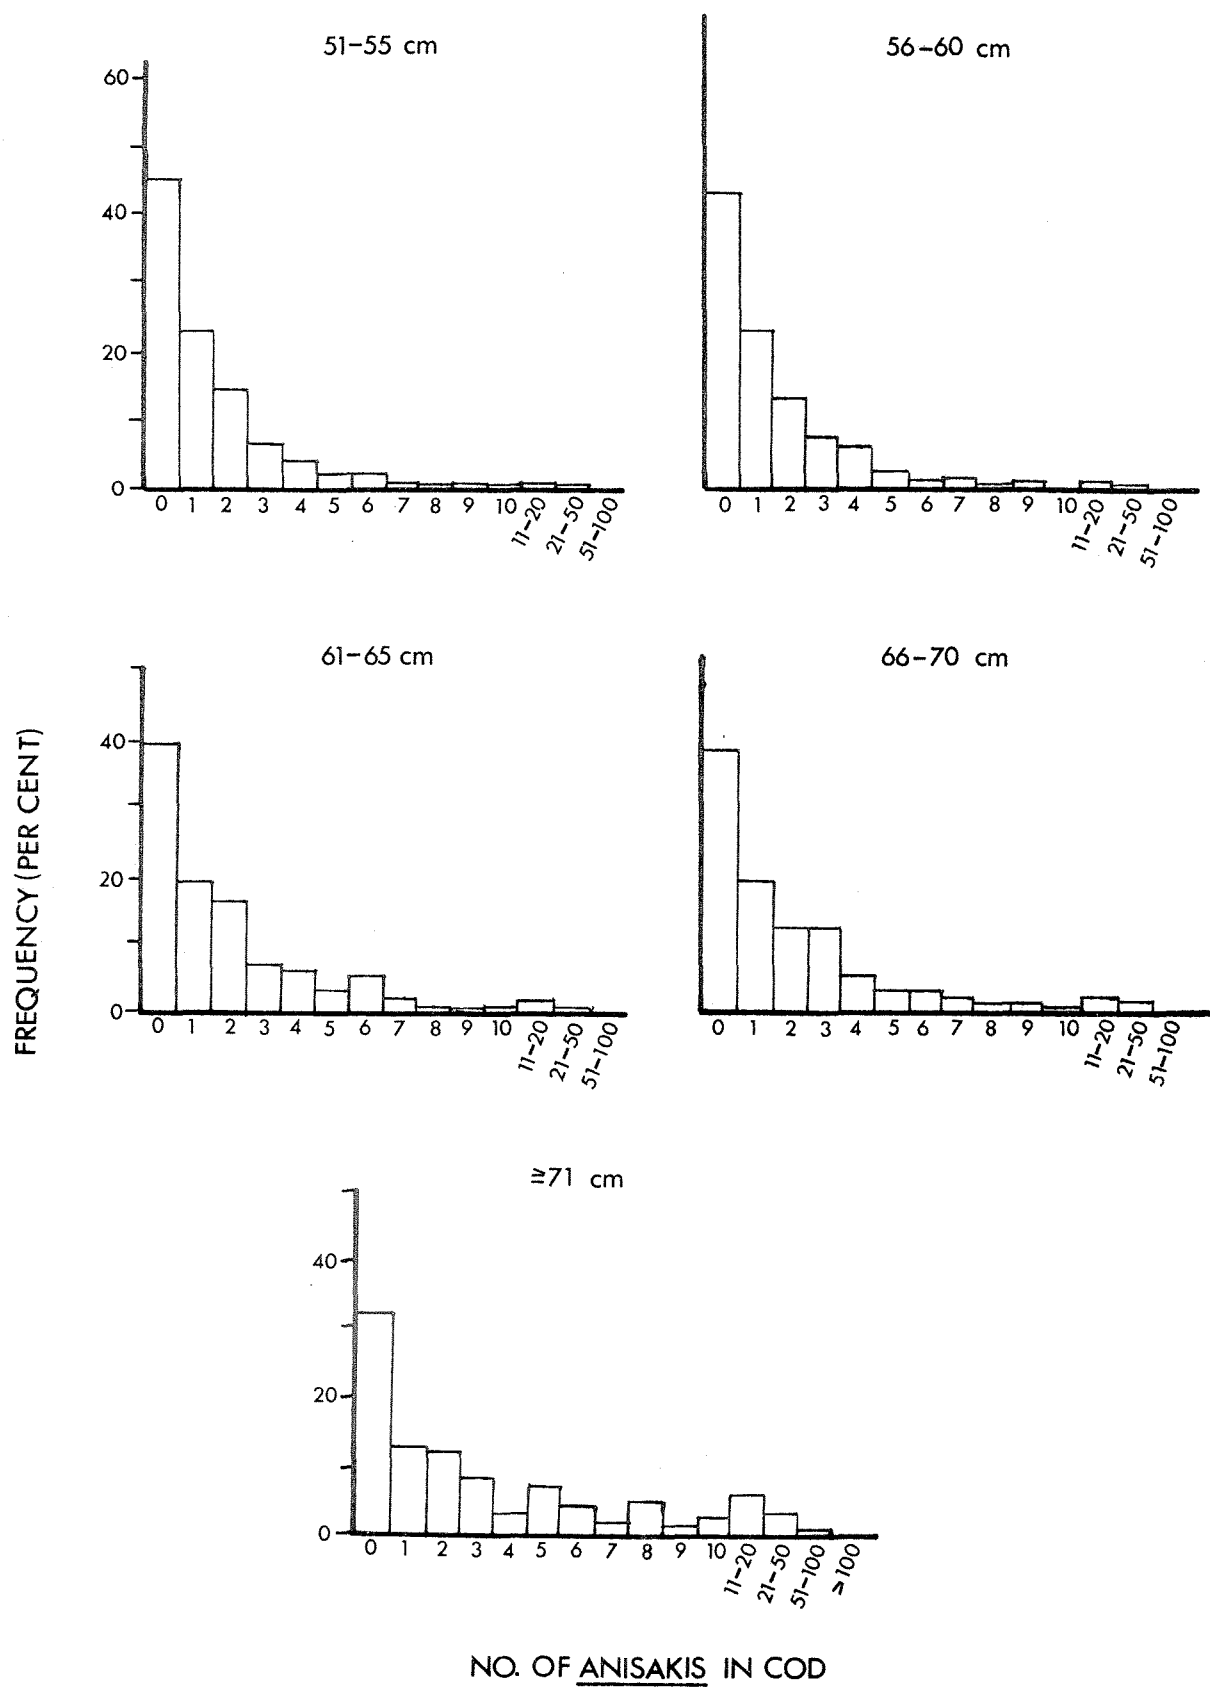 51-55 cm
60
40
20
0
0 1 2 3 4 5 6 7 8 9 10 11-20 21-50 51-100
56-60 cm
0 1 2 3 4 5 6 7 8 9 10 11-20 21-50 51-100
FREQUENCY (PER CENT)
61-65 cm
40
20
0
0 1 2 3 4 5 6 7 8 9 10 11-20 21-50 51-100
66-70 cm
0 1 2 3 4 5 6 7 8 9 10 11-20 21-50 51-100
≧71 cm
40
20
0
0 1 2 3 4 5 6 7 8 9 10 11-20 21-50 51-100 ≥100
NO. OF ANISAKIS IN COD